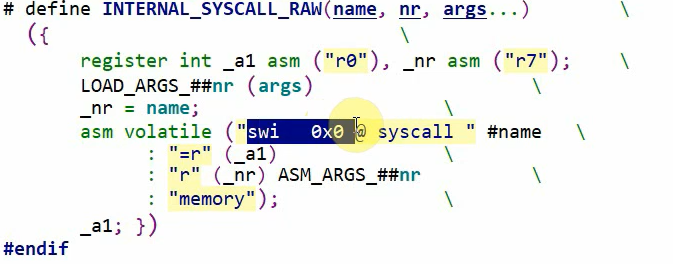 # define INTERNAL_SYSCALL_RAW(name, nr, args...) \
({ \
register int _a1 asm ("r0"), _nr asm ("r7"); \
LOAD_ARGS_##nr (args) \
_nr = name; \
asm volatile ("swi 0x0 @ syscall " #name \
: "=r" (_a1) \
: "r" (_nr) ASM_ARGS_##nr \
: "memory"); \
_a1; })
#endif